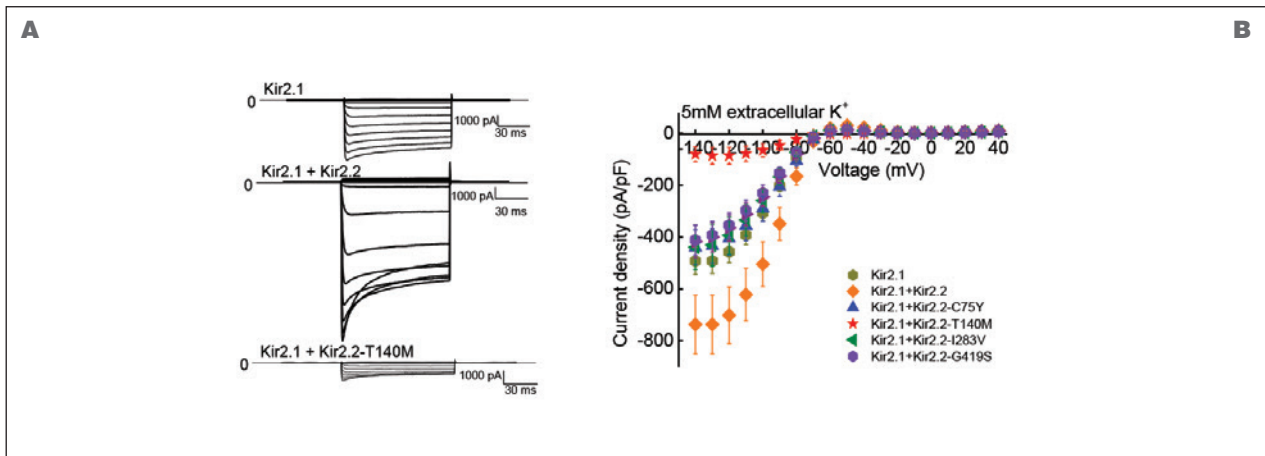 A
B
Kir2.1
0
1000 pA
30 ms
Kir2.1 + Kir2.2
0
1000 pA
30 ms
Kir2.1 + Kir2.2-T140M
0
1000 pA
30 ms
5mM extracellular K⁺
0
-200
-400
-600
-800
-140 -120 -100 -80 -60 -40 -20 0 20 40
Voltage (mV)
Current density (pA/pF)
Kir2.1
Kir2.1+Kir2.2
Kir2.1+Kir2.2-C75Y
Kir2.1+Kir2.2-T140M
Kir2.1+Kir2.2-I283V
Kir2.1+Kir2.2-G419S